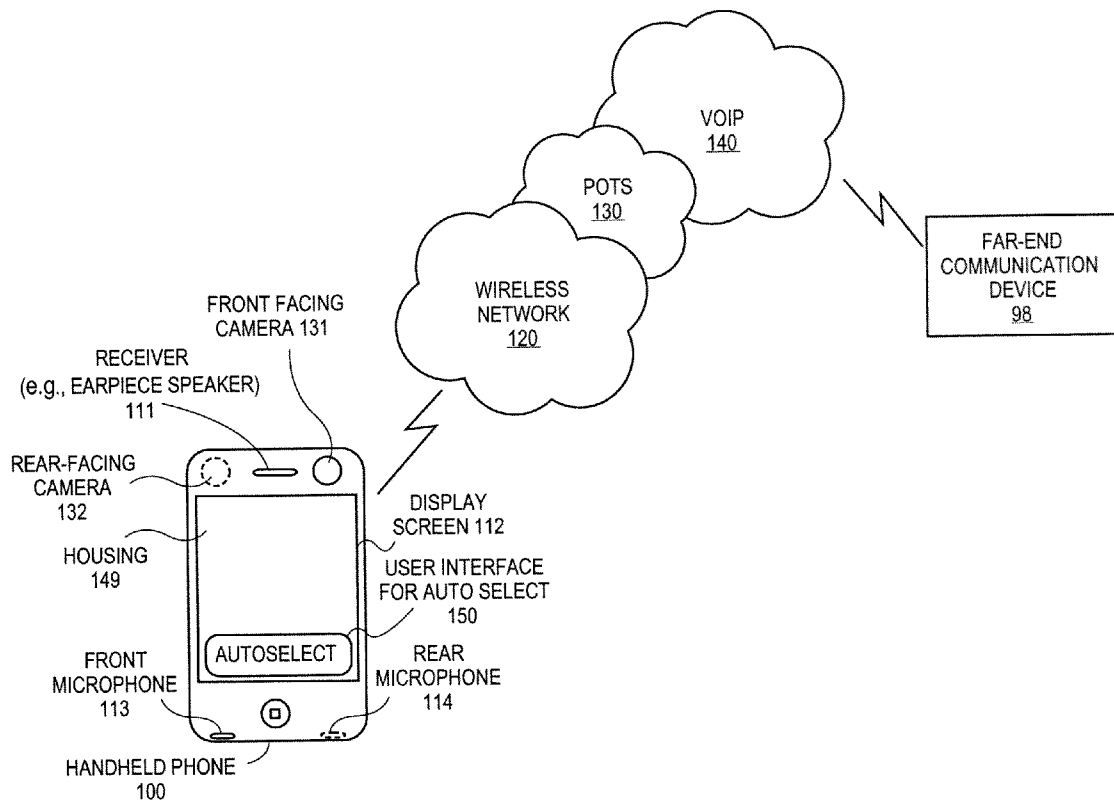 VOIP
140
POTS
130
WIRELESS
NETWORK
120
FAR-END
COMMUNICATION
DEVICE
98
FRONT FACING
CAMERA 131
RECEIVER
(e.g., EARPIECE SPEAKER)
111
REAR-FACING
CAMERA
132
HOUSING
149
DISPLAY
SCREEN 112
USER INTERFACE
FOR AUTO SELECT
150
AUTOSELECT
FRONT
MICROPHONE
113
REAR
MICROPHONE
114
HANDHELD PHONE
100